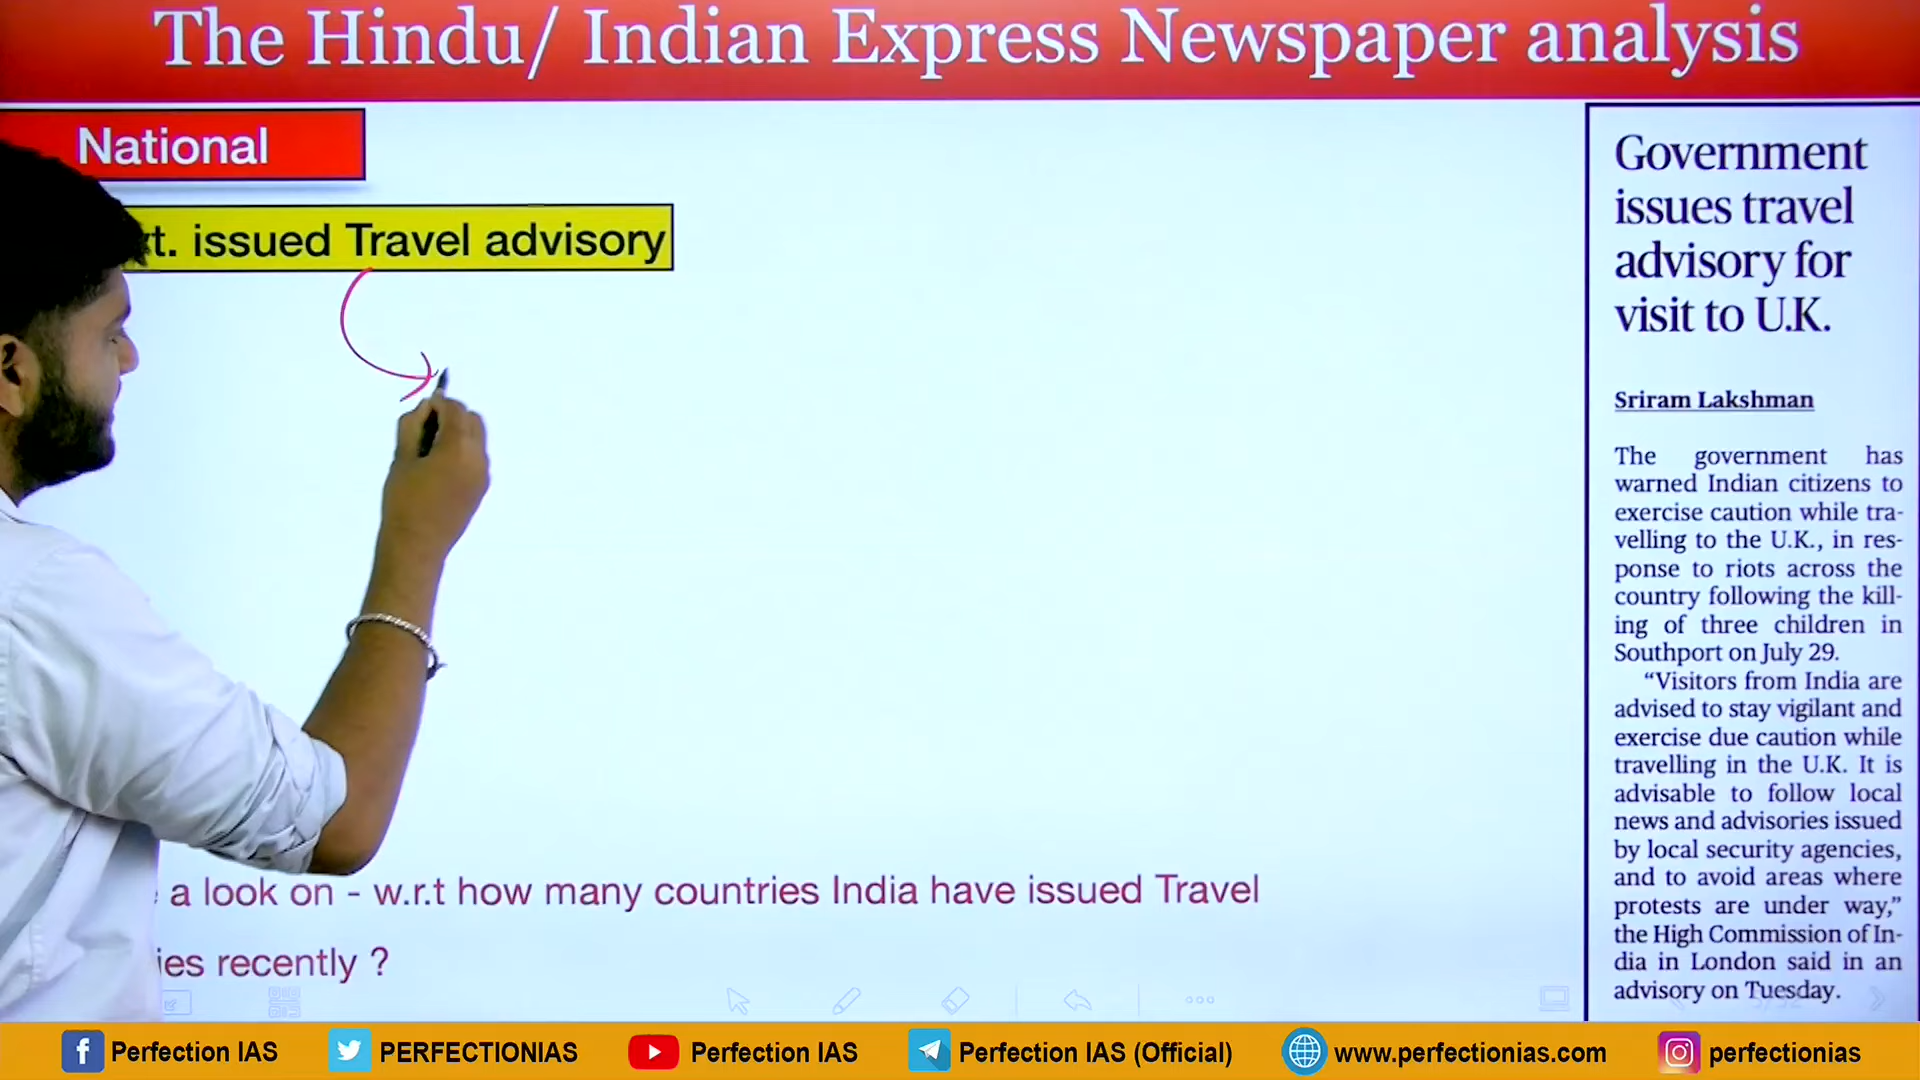 The Hindu/ Indian Express Newspaper analysis
National
t. issued Travel advisory
a look on - w.r.t how many countries India have issued Travel
ies recently ?
Government
issues travel
advisory for
visit to U.K.
Sriram Lakshman
The government has
warned Indian citizens to
exercise caution while tra-
velling to the U.K., in res-
ponse to riots across the
country following the kill-
ing of three children in
Southport on July 29.
“Visitors from India are
advised to stay vigilant and
exercise due caution while
travelling in the U.K. It is
advisable to follow local
news and advisories issued
by local security agencies,
and to avoid areas where
protests are under way,”
the High Commission of In-
dia in London said in an
advisory on Tuesday.
Perfection IAS
PERFECTIONIAS
Perfection IAS
Perfection IAS (Official)
www.perfectionias.com
perfectionias